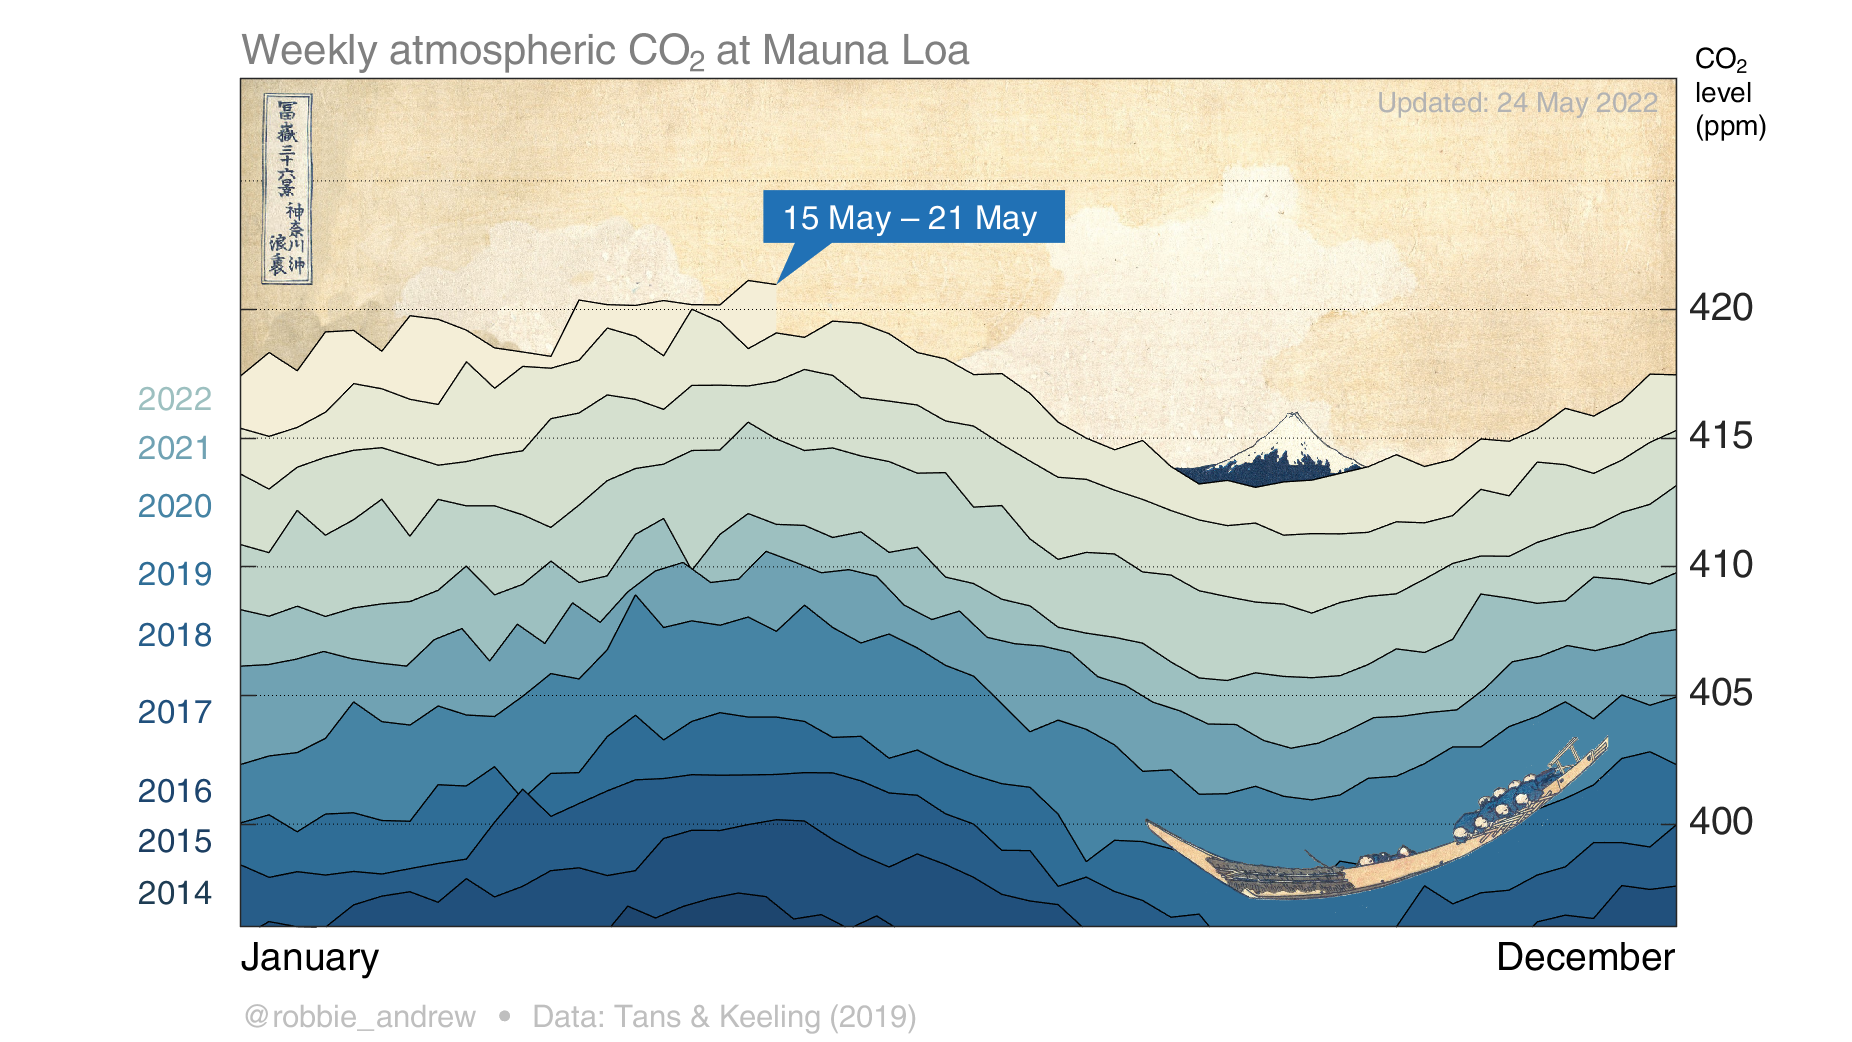 Weekly atmospheric CO₂ at Mauna Loa
CO₂
level
(ppm)
Updated: 24 May 2022
冨嶽三十六景
神奈川沖
浪裏
15 May – 21 May
420
415
410
405
400
2022
2021
2020
2019
2018
2017
2016
2015
2014
January
December
@robbie_andrew • Data: Tans & Keeling (2019)